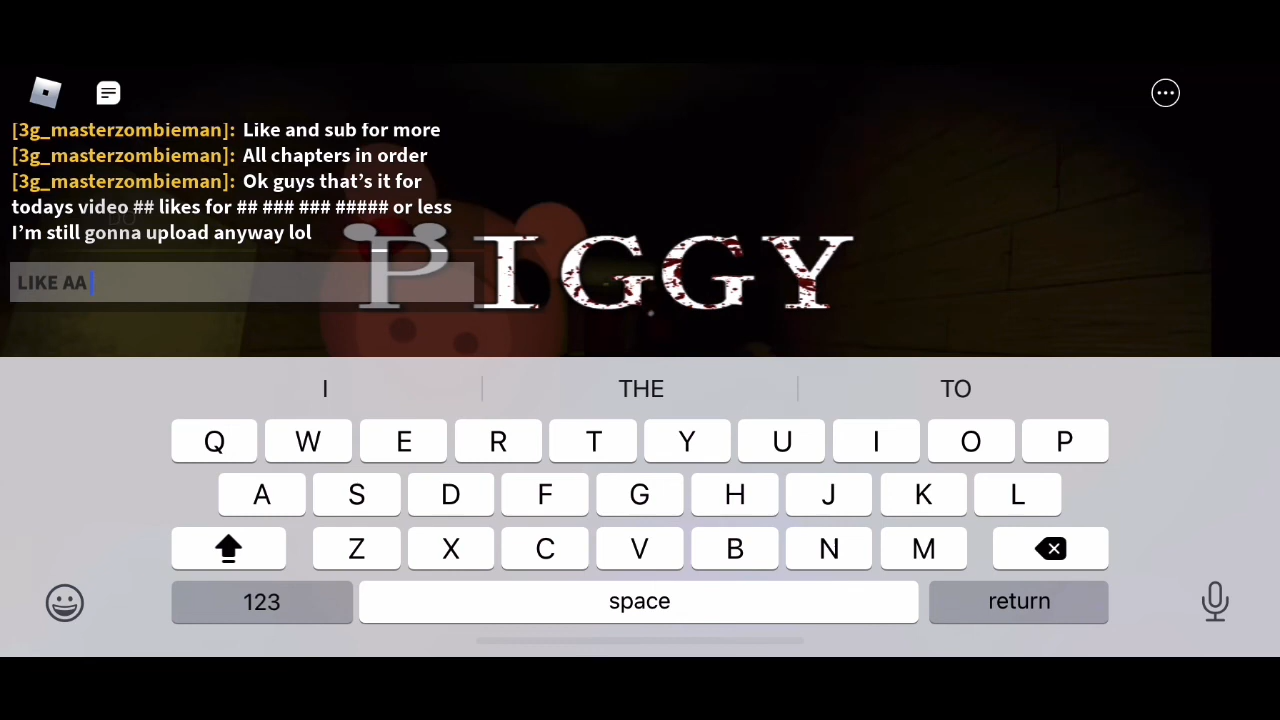 [3g_masterzombieman]: Like and sub for more
[3g_masterzombieman]: All chapters in order
[3g_masterzombieman]: Ok guys that’s it for
todays video ## likes for ## ### ### ##### or less
I’m still gonna upload anyway lol
LIKE AA
PIGGY
I THE TO
Q W E R T Y U I O P
A S D F G H J K L
Z X C V B N M
123 space return